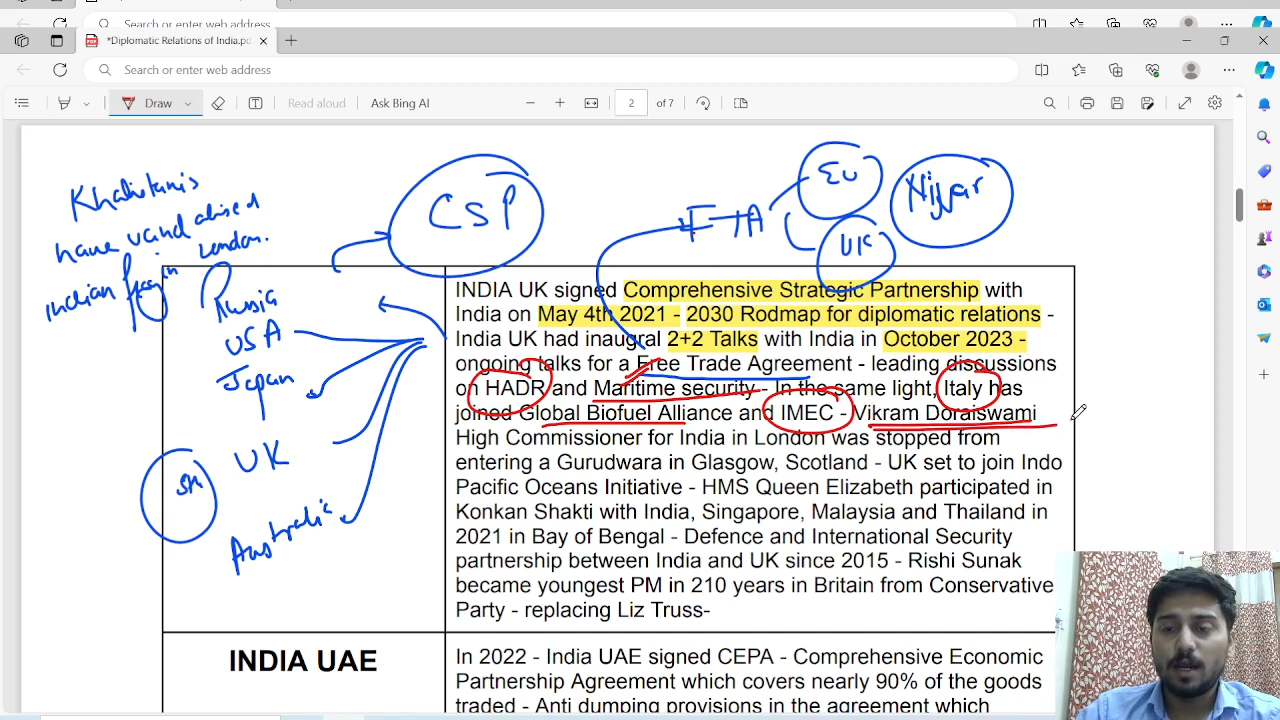 Search or enter web address
*Diplomatic Relations of India.pd
Search or enter web address
Draw
Read aloud
Ask Bing AI
2
of 7
Khalistanis
have vandalised
Indian flag in
London.
CSP
FTA
EU
UK
Nijjar
Russia
USA
Japan
UK
Australia
INDIA UK signed Comprehensive Strategic Partnership with
India on May 4th 2021 - 2030 Rodmap for diplomatic relations -
India UK had inaugral 2+2 Talks with India in October 2023 -
ongoing talks for a Free Trade Agreement - leading discussions
on HADR and Maritime security - In the same light, Italy has
joined Global Biofuel Alliance and IMEC - Vikram Doraiswami
High Commissioner for India in London was stopped from
entering a Gurudwara in Glasgow, Scotland - UK set to join Indo
Pacific Oceans Initiative - HMS Queen Elizabeth participated in
Konkan Shakti with India, Singapore, Malaysia and Thailand in
2021 in Bay of Bengal - Defence and International Security
partnership between India and UK since 2015 - Rishi Sunak
became youngest PM in 210 years in Britain from Conservative
Party - replacing Liz Truss-
INDIA UAE
In 2022 - India UAE signed CEPA - Comprehensive Economic
Partnership Agreement which covers nearly 90% of the goods
traded - Anti dumping provisions in the agreement which